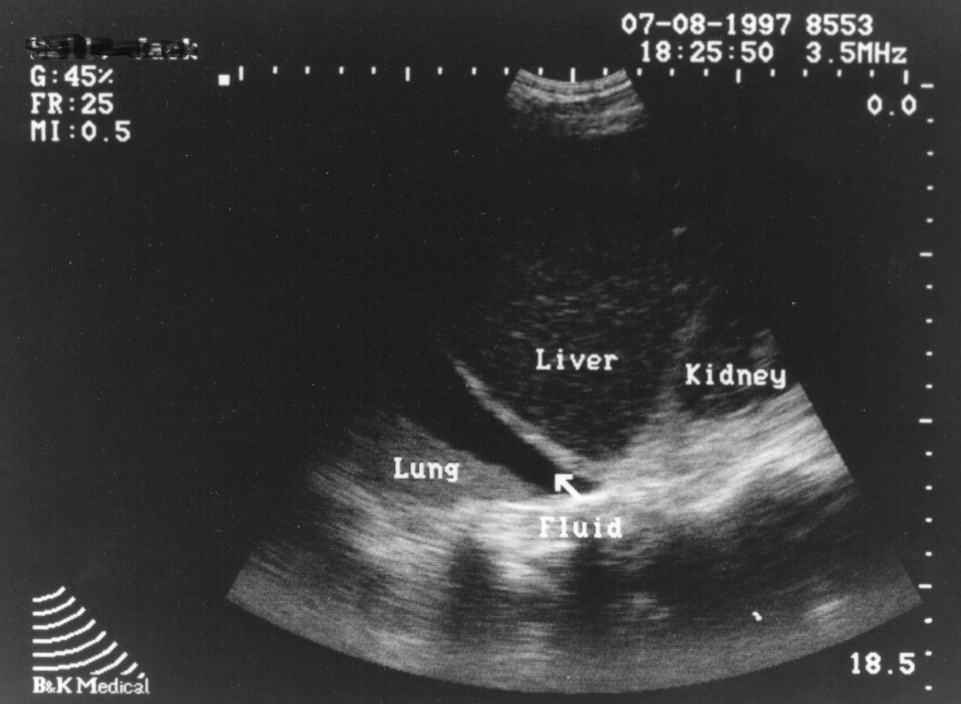 07-08-1997 8553
18:25:50 3.5MHz
G:45%
FR:25
MI:0.5
0.0
Liver
Kidney
Lung
Fluid
18.5
B&K Medical